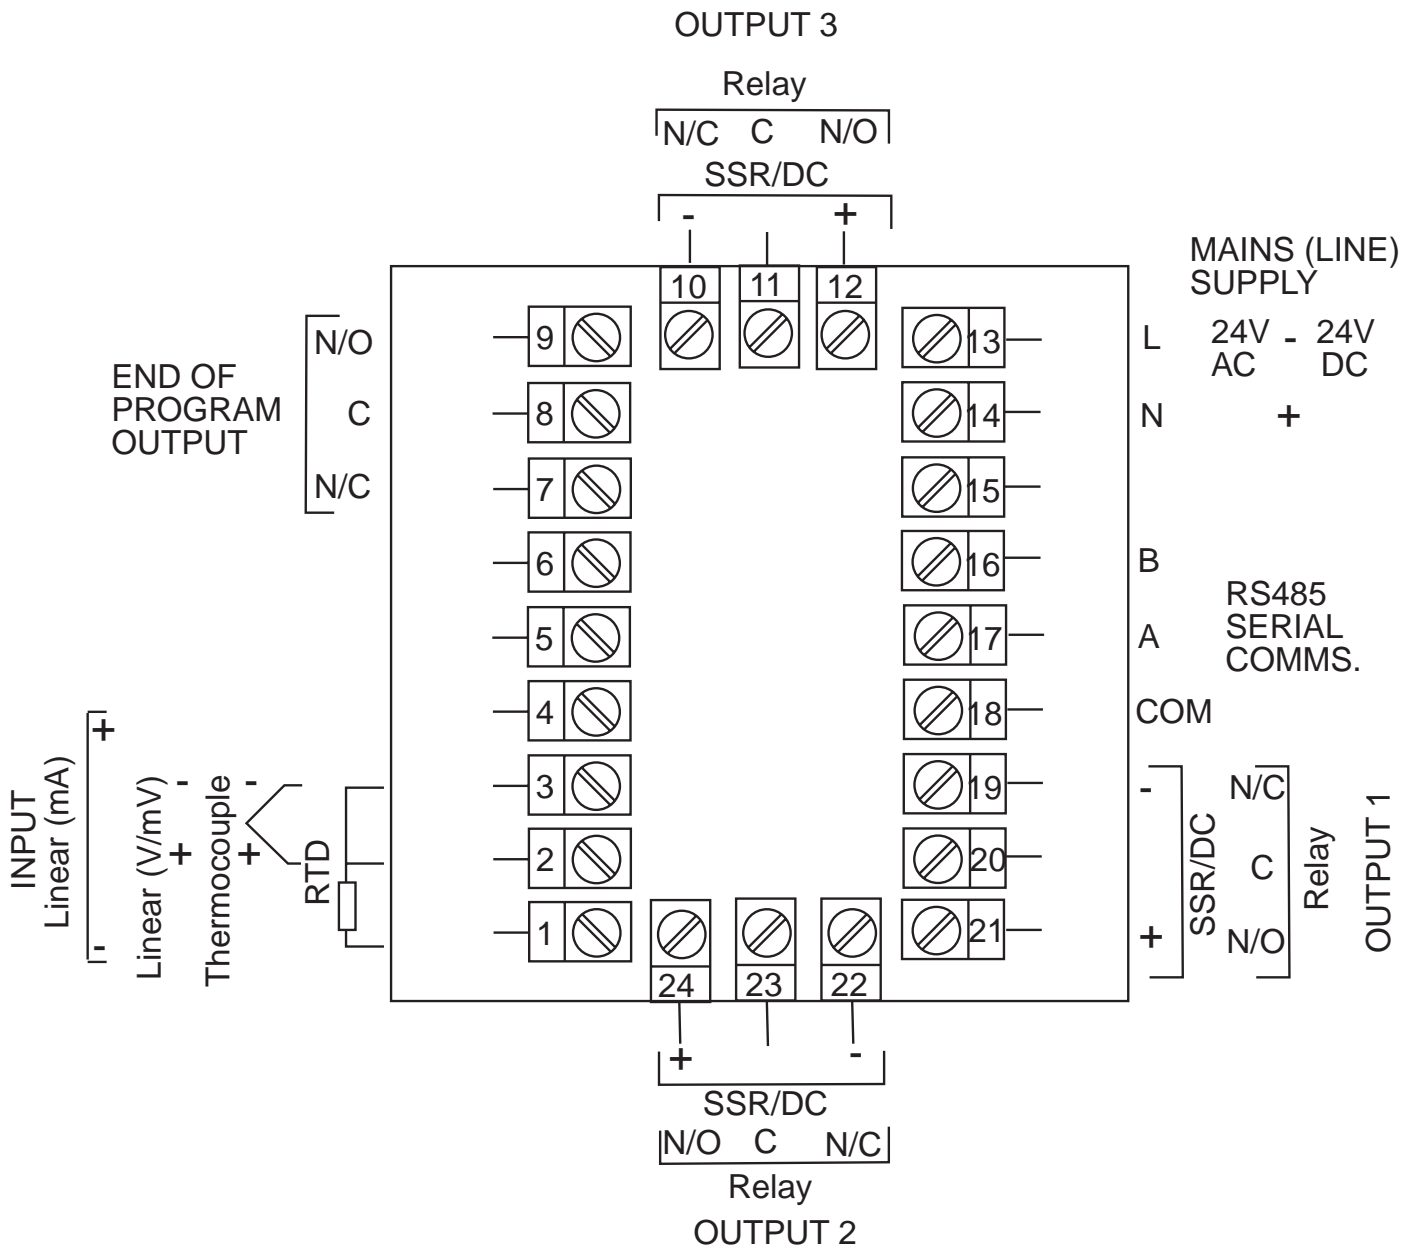 OUTPUT 3
Relay
N/C C N/O
SSR/DC
- +
10 11 12
MAINS (LINE)
SUPPLY
L 24V - 24V
AC DC
N +
13
14
15
16
17
18
19
20
21
B
A
COM
RS485
SERIAL
COMMS.
END OF
PROGRAM
OUTPUT
N/O
C
N/C
9
8
7
6
5
4
3
2
1
INPUT
Linear (mA)
+
-
Linear (V/mV)
-
+
Thermocouple
-
+
RTD
-
+
SSR/DC
N/C
C
N/O
Relay
OUTPUT 1
24 23 22
+ -
SSR/DC
N/O C N/C
Relay
OUTPUT 2